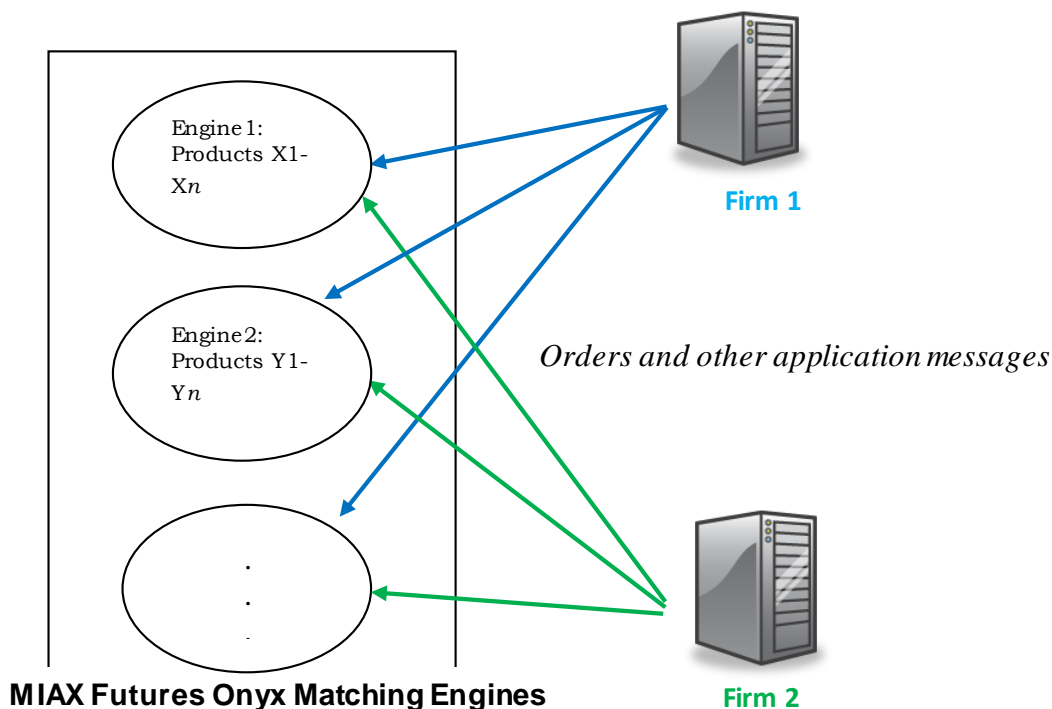 Engine 1:
Products X1-
Xn
Firm 1
Engine 2:
Products Y1-
Yn
Orders and other application messages
.
.
.
MIAX Futures Onyx Matching Engines
Firm 2